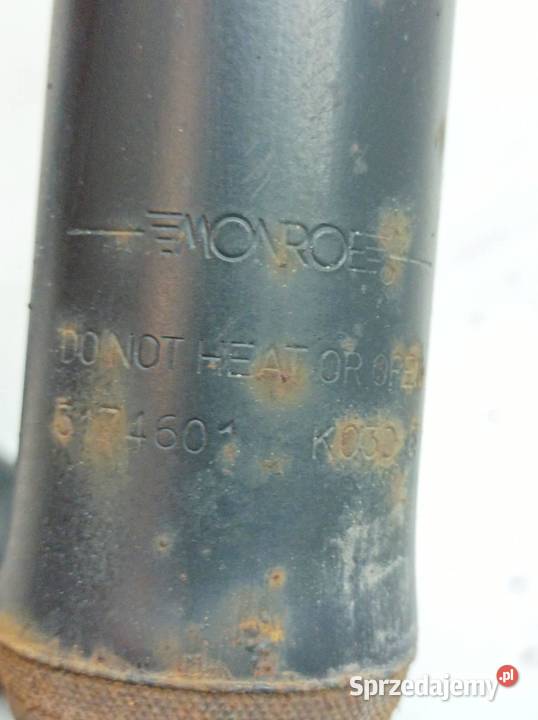 MONROE
DO NOT HEAT OR OPEN
5174601
Sprzedajemy.pl